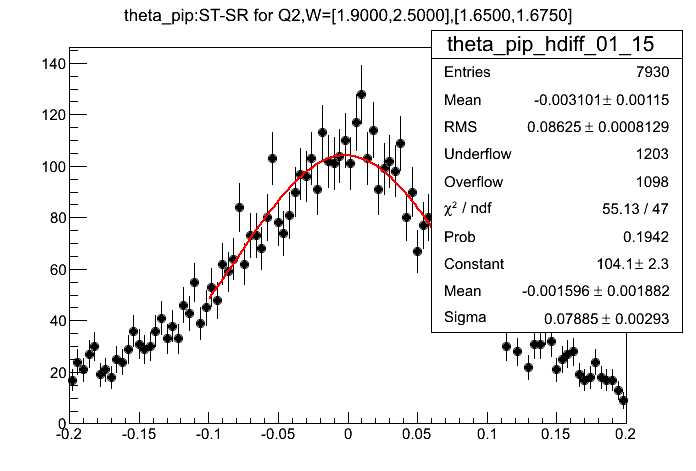 theta_pip:ST-SR for Q2,W=[1.9000,2.5000],[1.6500,1.6750]
theta_pip_hdiff_01_15
Entries 7930
Mean -0.003101± 0.00115
RMS 0.08625 ± 0.0008129
Underflow 1203
Overflow 1098
χ² / ndf 55.13 / 47
Prob 0.1942
Constant 104.1± 2.3
Mean -0.001596 ± 0.001882
Sigma 0.07885 ± 0.00293
140
120
100
80
60
40
20
0
-0.2 -0.15 -0.1 -0.05 0 0.05 0.1 0.15 0.2